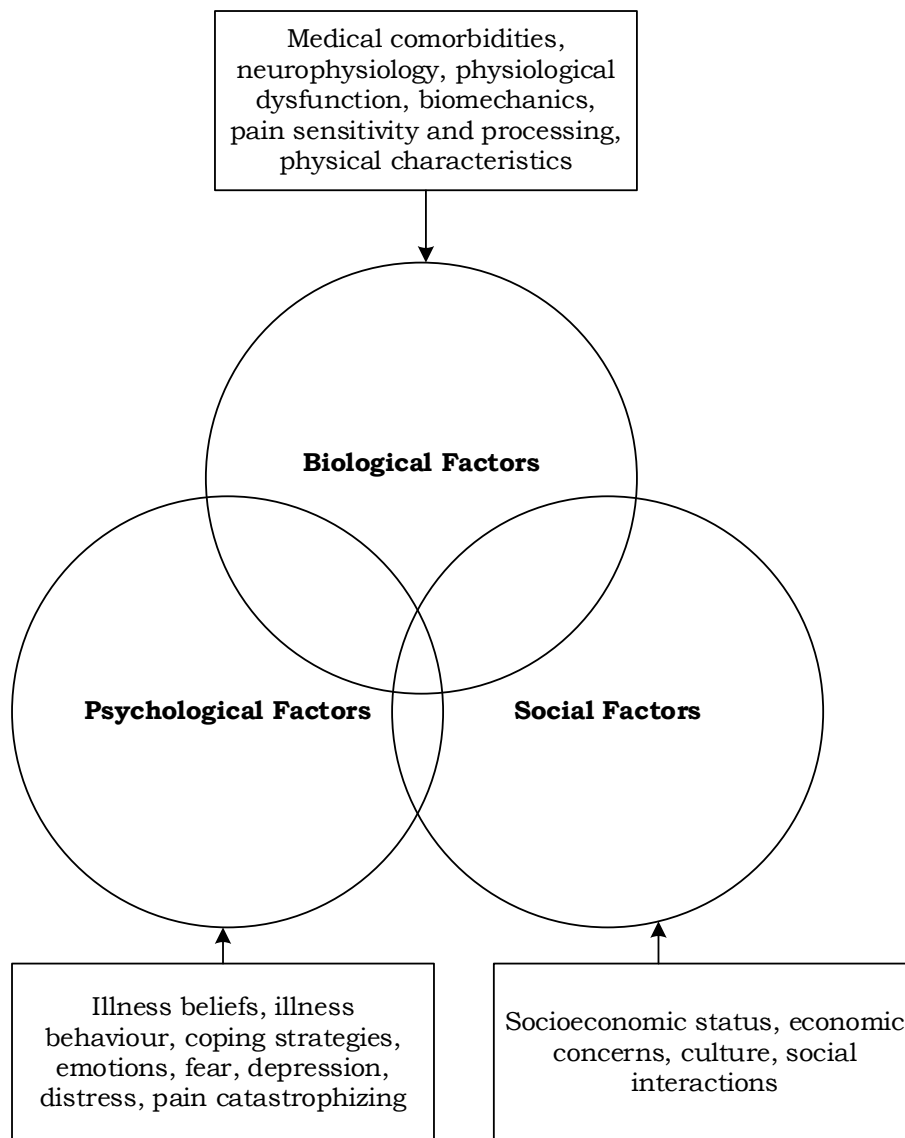 Medical comorbidities,
neurophysiology, physiological
dysfunction, biomechanics,
pain sensitivity and processing,
physical characteristics
Biological Factors
Psychological Factors
Social Factors
Illness beliefs, illness
behaviour, coping strategies,
emotions, fear, depression,
distress, pain catastrophizing
Socioeconomic status, economic
concerns, culture, social
interactions